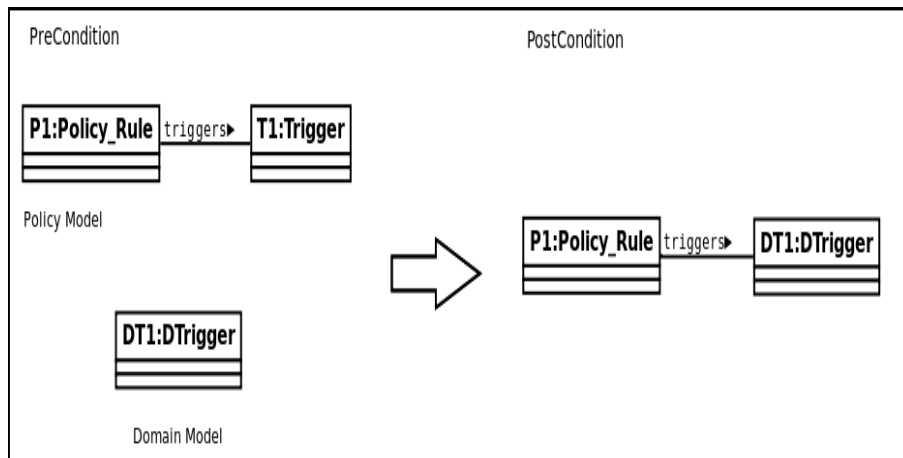 PreCondition
PostCondition
P1:Policy_Rule triggers▶ T1:Trigger
Policy Model
P1:Policy_Rule triggers▶ DT1:DTrigger
DT1:DTrigger
Domain Model